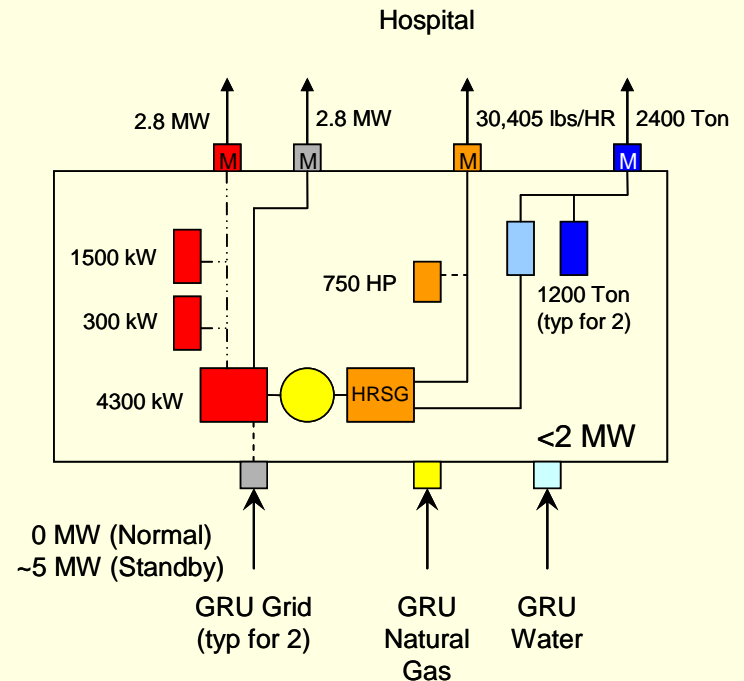 Hospital
2.8 MW
2.8 MW
30,405 lbs/HR
2400 Ton
M
M
M
M
1500 kW
300 kW
750 HP
1200 Ton
(typ for 2)
4300 kW
HRSG
<2 MW
0 MW (Normal)
~5 MW (Standby)
GRU Grid
(typ for 2)
GRU
Natural
Gas
GRU
Water